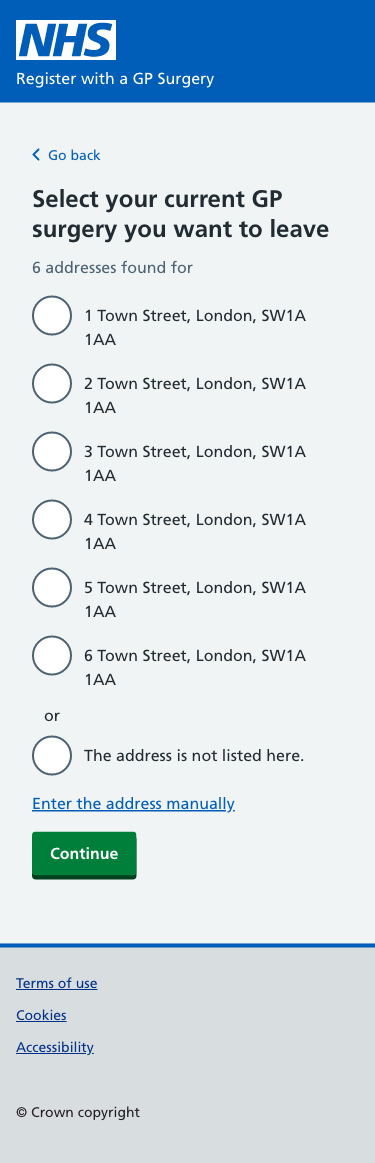 NHS
Register with a GP Surgery
Go back
Select your current GP
surgery you want to leave
6 addresses found for
1 Town Street, London, SW1A
1AA
2 Town Street, London, SW1A
1AA
3 Town Street, London, SW1A
1AA
4 Town Street, London, SW1A
1AA
5 Town Street, London, SW1A
1AA
6 Town Street, London, SW1A
1AA
or
The address is not listed here.
Enter the address manually
Continue
Terms of use
Cookies
Accessibility
© Crown copyright